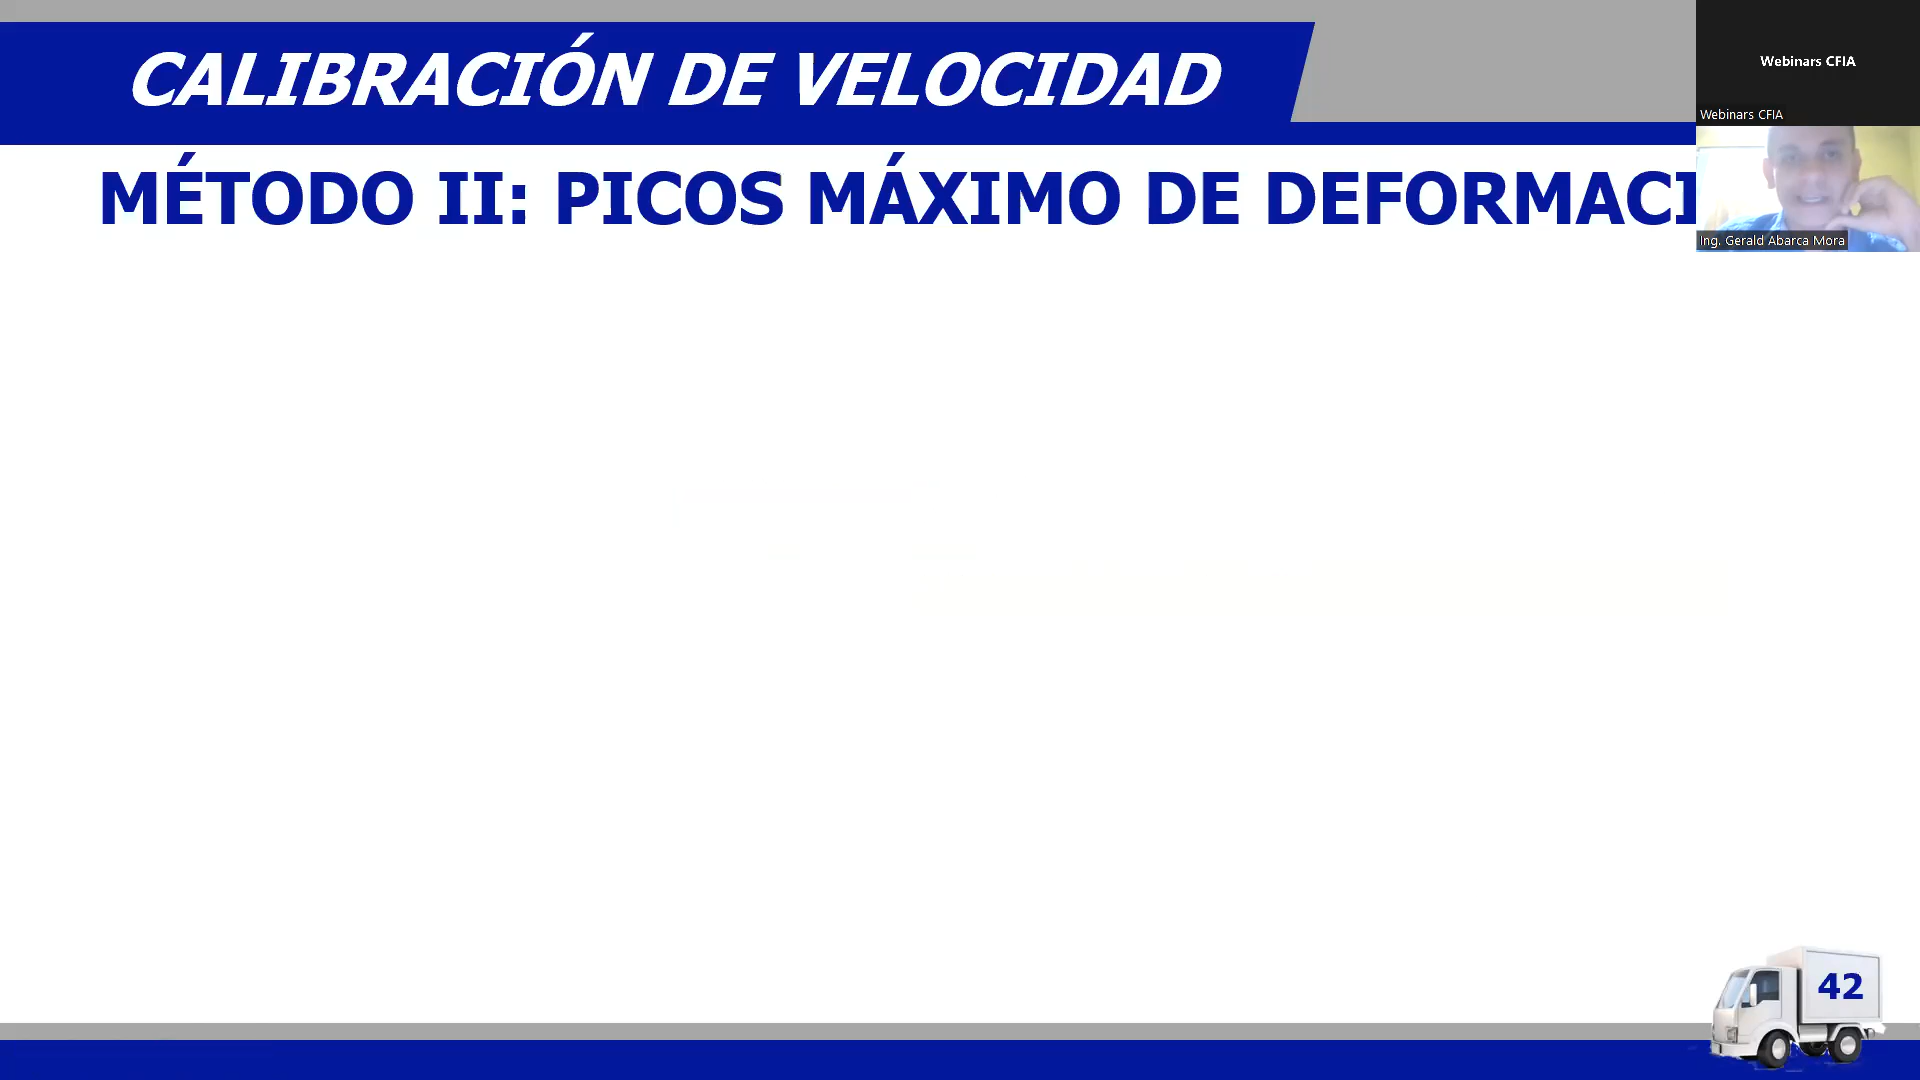 CALIBRACIÓN DE VELOCIDAD
Webinars CFIA
Webinars CFIA
MÉTODO II: PICOS MÁXIMO DE DEFORMACI
Ing. Gerald Abarca Mora
42